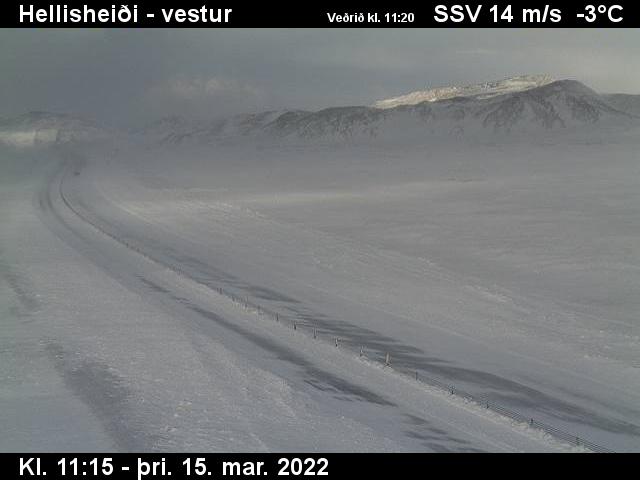 Hellisheiði - vestur Veðrið kl. 11:20 SSV 14 m/s -3°C
Kl. 11:15 - þri. 15. mar. 2022